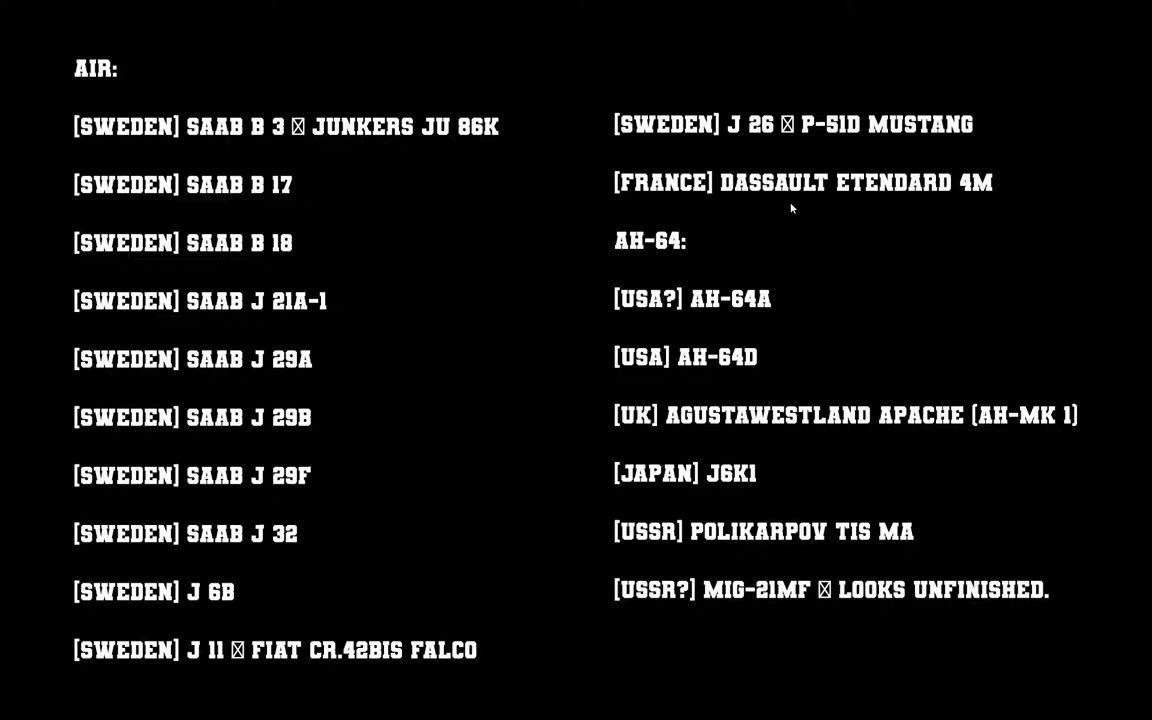 AIR:
[SWEDEN] SAAB B 3 ☒ JUNKERS JU 86K
[SWEDEN] SAAB B 17
[SWEDEN] SAAB B 18
[SWEDEN] SAAB J 21A-1
[SWEDEN] SAAB J 29A
[SWEDEN] SAAB J 29B
[SWEDEN] SAAB J 29F
[SWEDEN] SAAB J 32
[SWEDEN] J 6B
[SWEDEN] J 11 ☒ FIAT CR.42BIS FALCO
[SWEDEN] J 26 ☒ P-51D MUSTANG
[FRANCE] DASSAULT ETENDARD 4M
AH-64:
[USA?] AH-64A
[USA] AH-64D
[UK] AGUSTAWESTLAND APACHE (AH-MK 1)
[JAPAN] J6K1
[USSR] POLIKARPOV TIS MA
[USSR?] MIG-21MF ☒ LOOKS UNFINISHED.